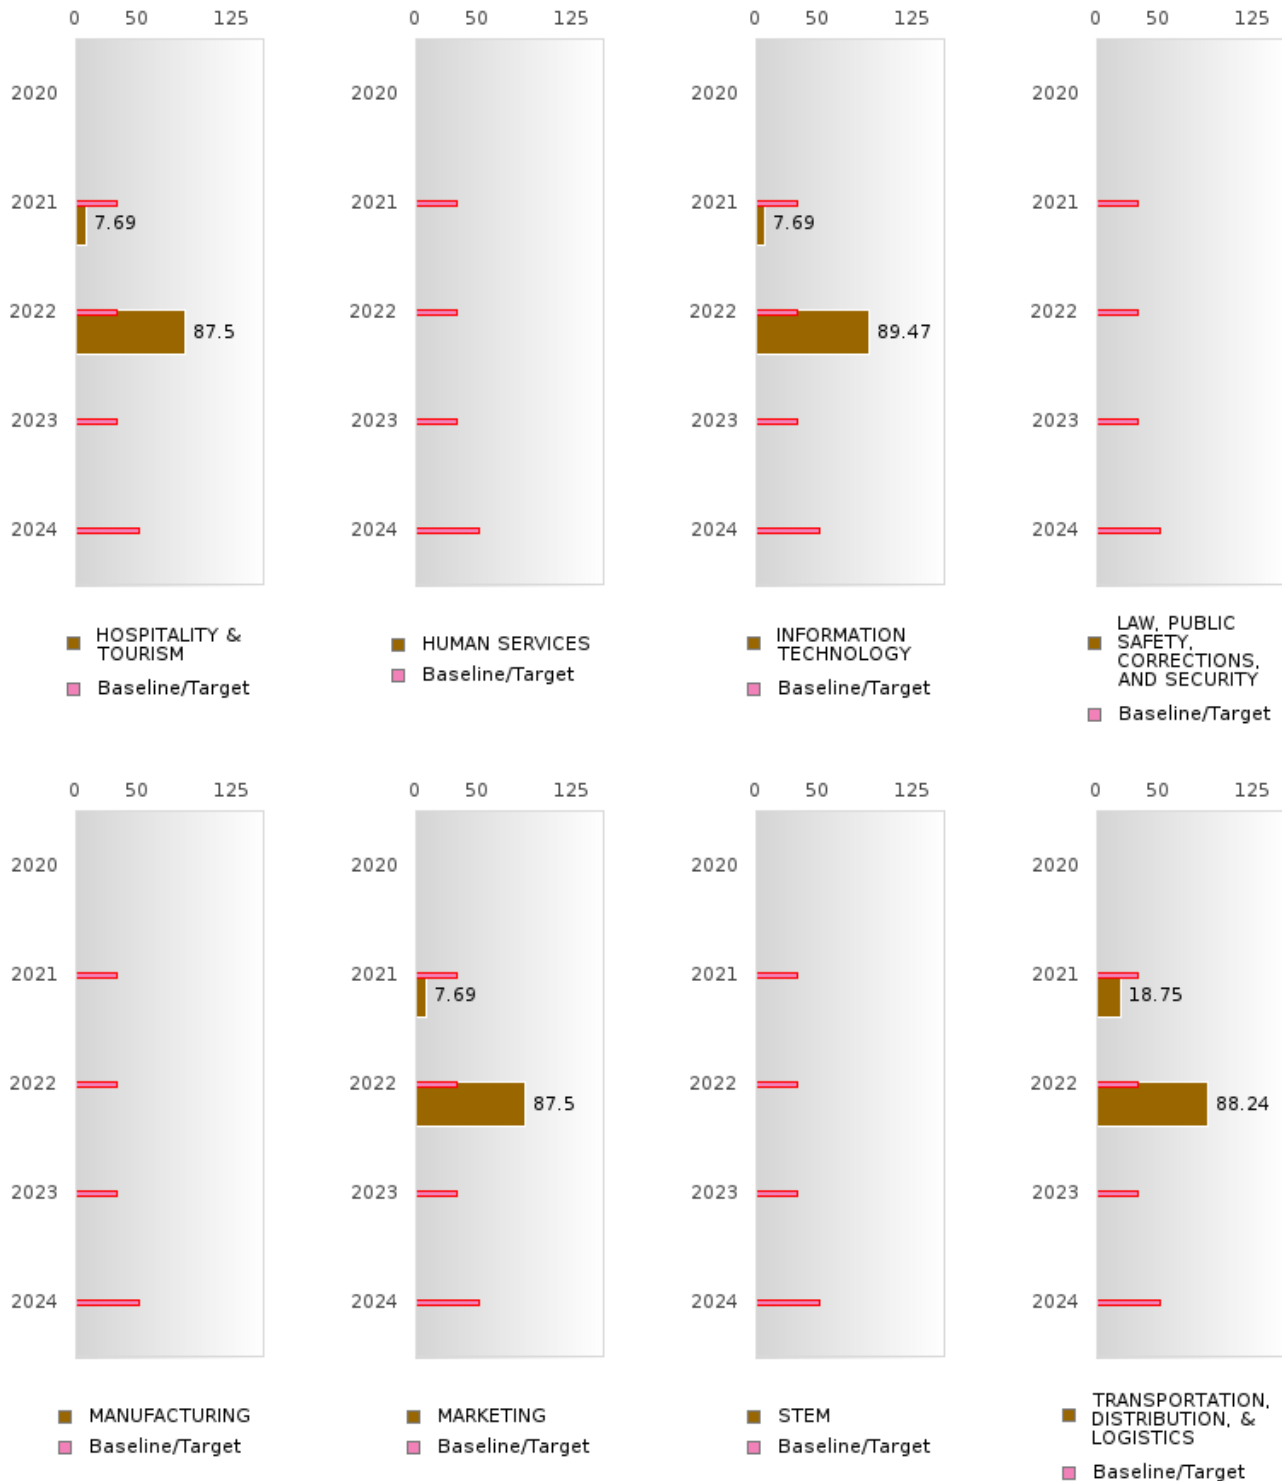 0 50 125 0 50 125 0 50 125 0 50 125
2020 2020 2020 2020
2021 2021 2021 2021
7.69 7.69
2022 2022 2022 2022
87.5 89.47
2023 2023 2023 2023
2024 2024 2024 2024
HOSPITALITY &
TOURISM
Baseline/Target
HUMAN SERVICES
Baseline/Target
INFORMATION
TECHNOLOGY
Baseline/Target
LAW, PUBLIC
SAFETY,
CORRECTIONS,
AND SECURITY
Baseline/Target
0 50 125 0 50 125 0 50 125 0 50 125
2020 2020 2020 2020
2021 2021 2021 2021
7.69 18.75
2022 2022 2022 2022
87.5 88.24
2023 2023 2023 2023
2024 2024 2024 2024
MANUFACTURING
Baseline/Target
MARKETING
Baseline/Target
STEM
Baseline/Target
TRANSPORTATION,
DISTRIBUTION, &
LOGISTICS
Baseline/Target